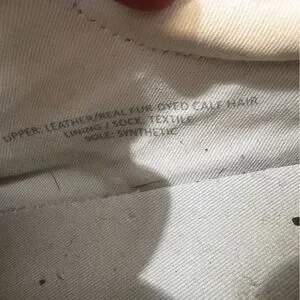 UPPER: LEATHER/REAL FUR-DYED CALF HAIR
LINING / SOCK: TEXTILE
SOLE: SYNTHETIC